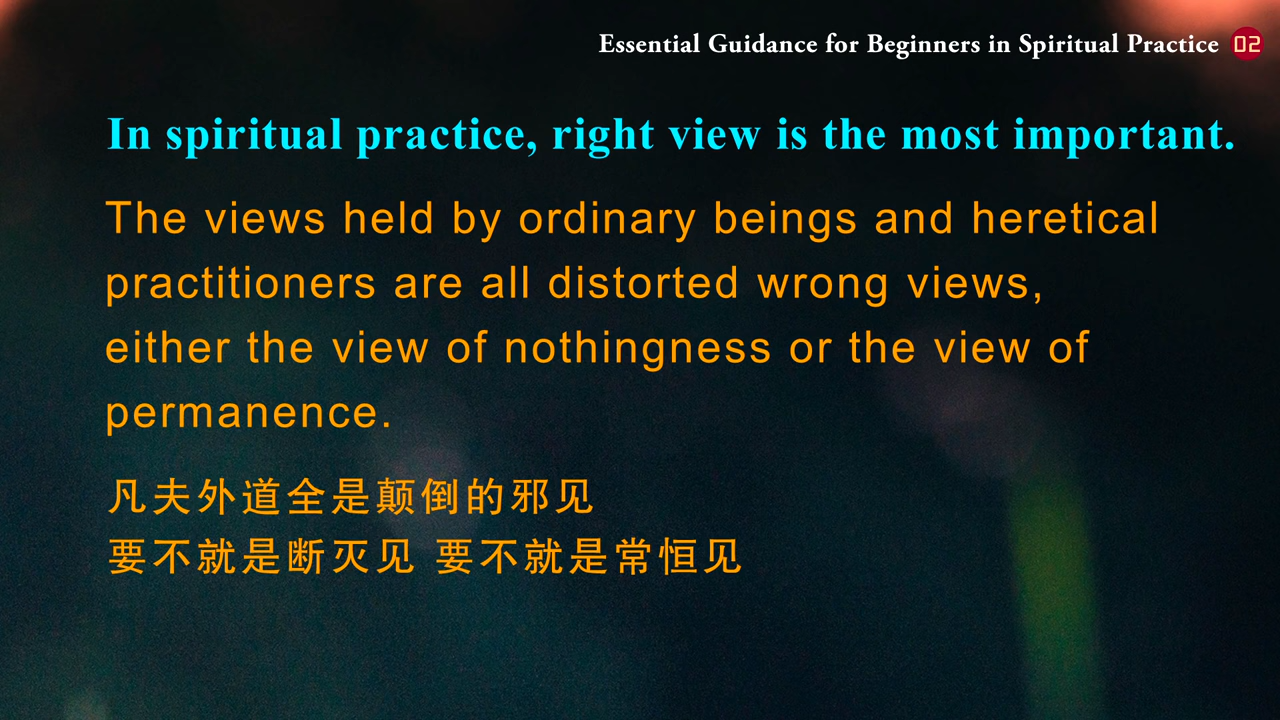 Essential Guidance for Beginners in Spiritual Practice 02
In spiritual practice, right view is the most important.
The views held by ordinary beings and heretical
practitioners are all distorted wrong views,
either the view of nothingness or the view of
permanence.
凡夫外道全是颠倒的邪见
要不就是断灭见 要不就是常恒见